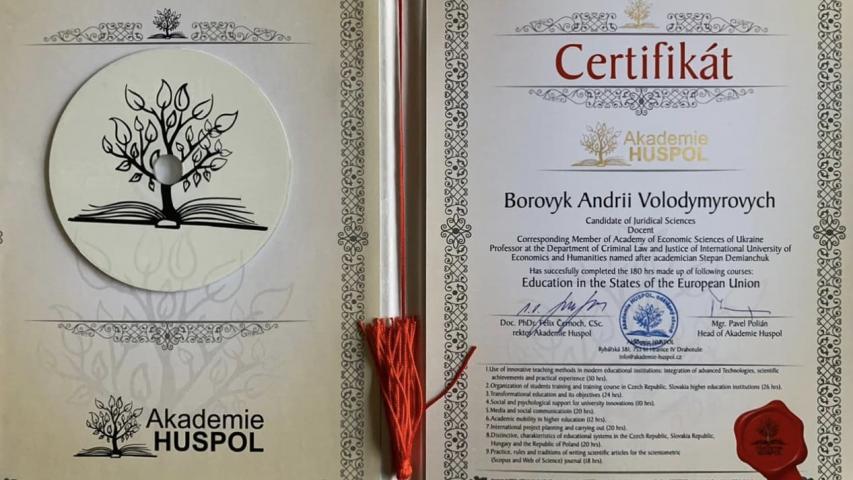 Akademie
HUSPOL
Certifikát
Akademie
HUSPOL
Borovyk Andrii Volodymyrovych
Candidate of Juridical Sciences
Docent
Corresponding Member of Academy of Economic Sciences of Ukraine
Professor at the Department of Criminal Law and Justice of International University of
Economics and Humanities named after academician Stepan Demianchuk
Has succesfully completed the 180 hrs made up of following courses:
Education in the States of the European Union
Doc. PhDr. Felix Černoch, CSc.
rektor Akademie Huspol
Mgr. Pavel Polián
Head of Akademie Huspol
Rybářská 381, 753 61 Hranice IV Drahotuše
info@akademie-huspol.cz
1.Use of innovative teaching methods in modern educational institutions: integration of advanced Technologies, scientific
achievements and practical experience (30 hrs).
2.Organization of students training and training course in Czech Republic, Slovakia higher education institutions (26 hrs).
3.Transformational education and its objectives (24 hrs).
4.Social and psychological support for university innovations (10 hrs).
5.Media and social communications (20 hrs).
6.Academic mobility in higher education (12 hrs).
7.International project planning and carrying out (20 hrs).
8.Distinctive, charakteristics of educational systems in the Czech Republic, Slovakia Republic,
Hungary and the Republic of Poland (20 hrs).
9.Practice, rules and traditions of writing scientific articles for the sciencometric
(Scopus and Web of Science) journal (18 hrs).